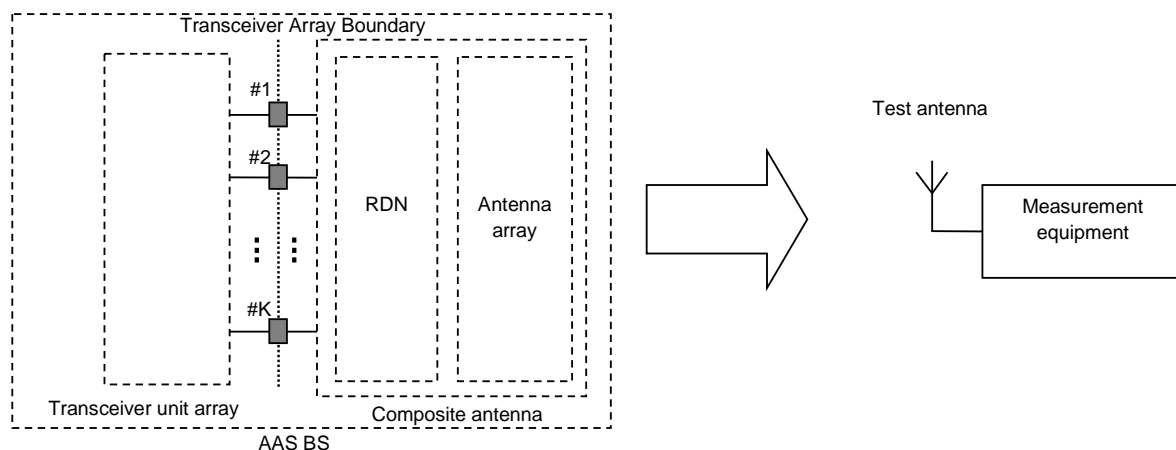 Transceiver Array Boundary
#1
#2
#K
RDN
Antenna
array
Transceiver unit array
Composite antenna
AAS BS
Test antenna
Measurement
equipment